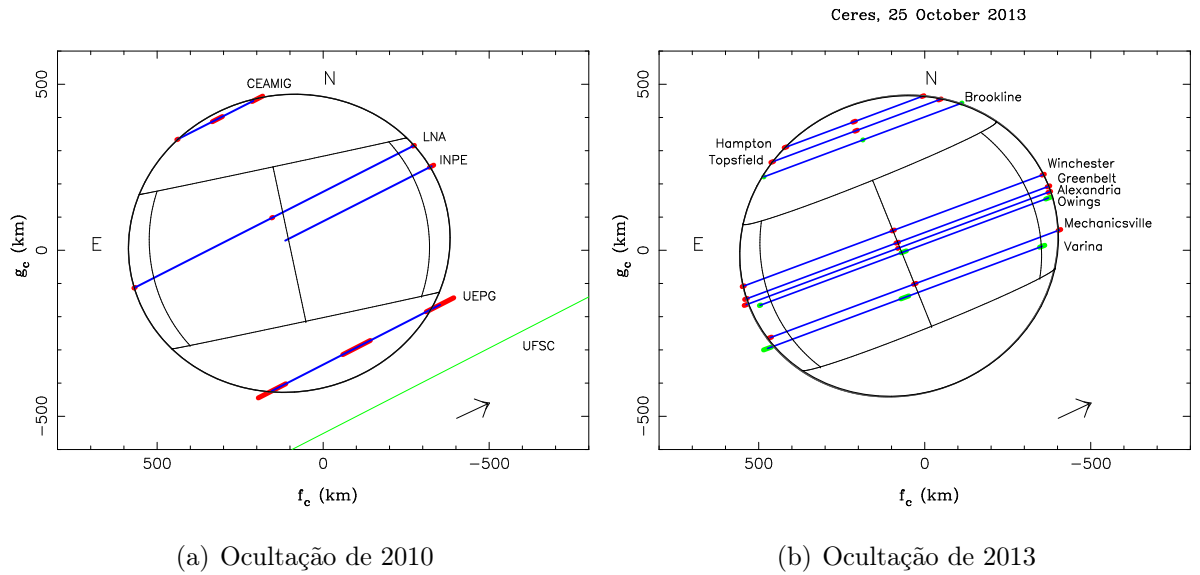 Ceres, 25 October 2013
500
0
−500
g_c (km)
N
E
CEAMIG
LNA
INPE
UEPG
UFSC
500
0
−500
f_c (km)
(a) Ocultação de 2010
500
0
−500
g_c (km)
N
E
Brookline
Hampton
Topsfield
Winchester
Greenbelt
Alexandria
Owings
Mechanicsville
Varina
500
0
−500
f_c (km)
(b) Ocultação de 2013